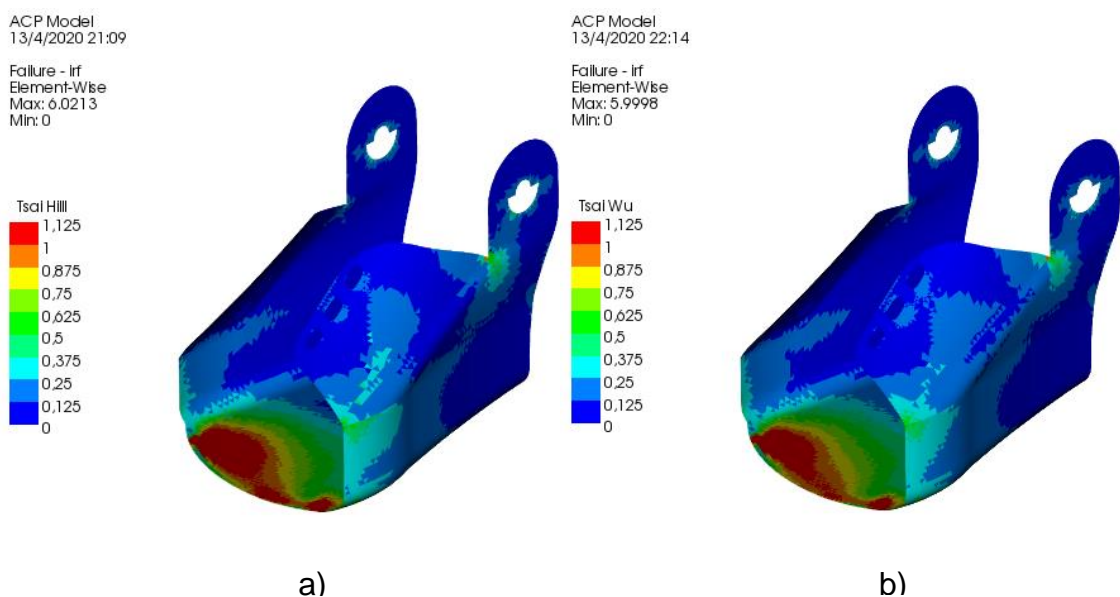 ACP Model
13/4/2020 21:09
Failure - irf
Element-Wise
Max: 6.0213
Min: 0
Tsai Hill
1,125
1
0,875
0,75
0,625
0,5
0,375
0,25
0,125
0
a)
ACP Model
13/4/2020 22:14
Failure - irf
Element-Wise
Max: 5.9998
Min: 0
Tsai Wu
1,125
1
0,875
0,75
0,625
0,5
0,375
0,25
0,125
0
b)